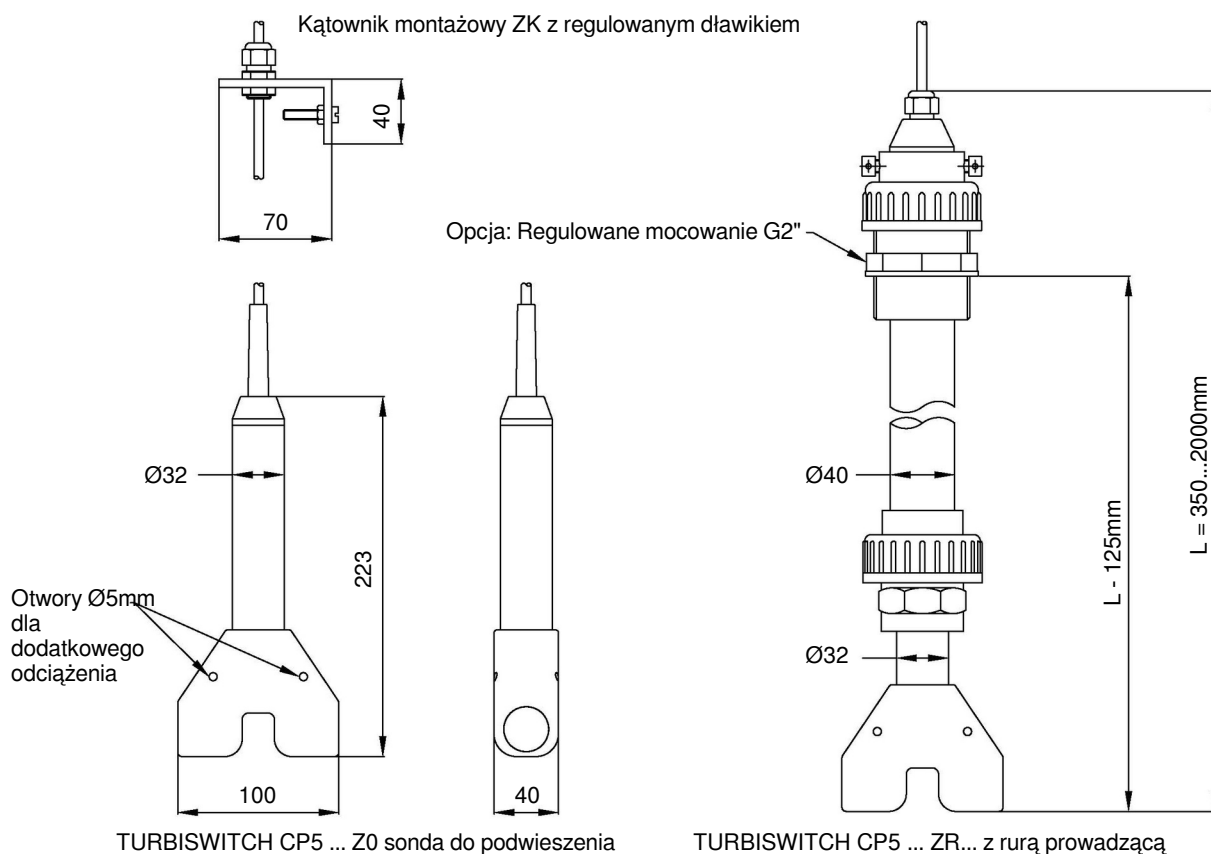 Kątownik montażowy ZK z regulowanym dławikiem
40
70
Opcja: Regulowane mocowanie G2"
Ø32
223
Otwory Ø5mm
dla
dodatkowego
odciążenia
100
40
Ø40
Ø32
L - 125mm
L = 350...2000mm
TURBISWITCH CP5 ... Z0 sonda do podwieszenia
TURBISWITCH CP5 ... ZR... z rurą prowadzącą